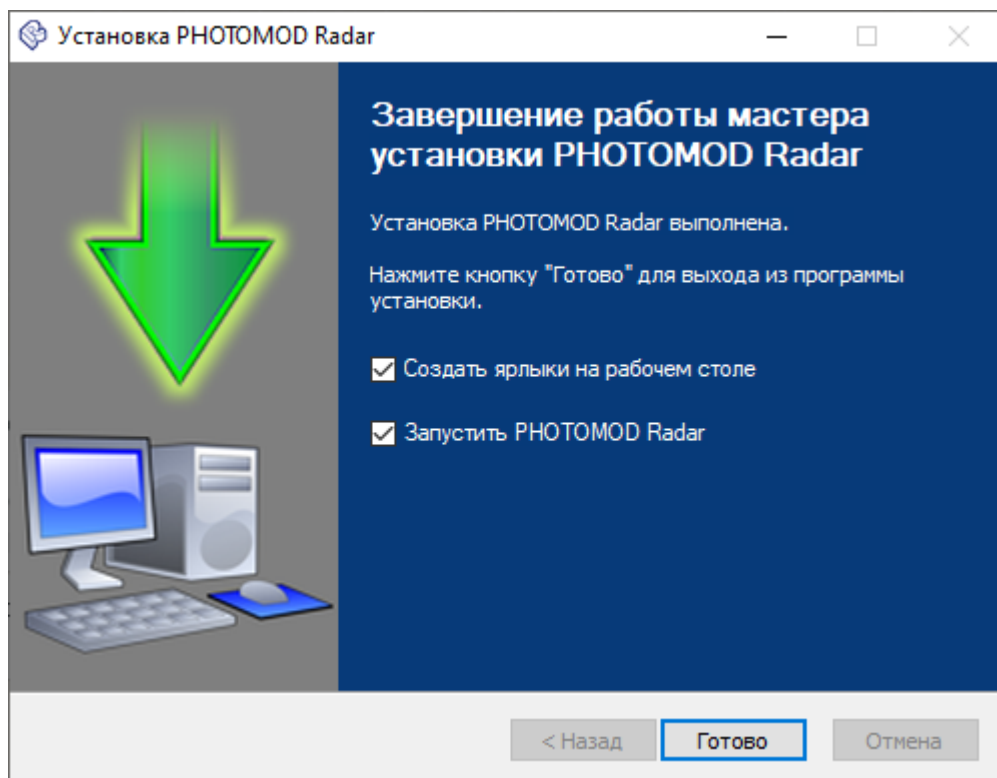 Установка PHOTOMOD Radar
Завершение работы мастера
установки PHOTOMOD Radar
Установка PHOTOMOD Radar выполнена.
Нажмите кнопку "Готово" для выхода из программы
установки.
Создать ярлыки на рабочем столе
Запустить PHOTOMOD Radar
< Назад
Готово
Отмена